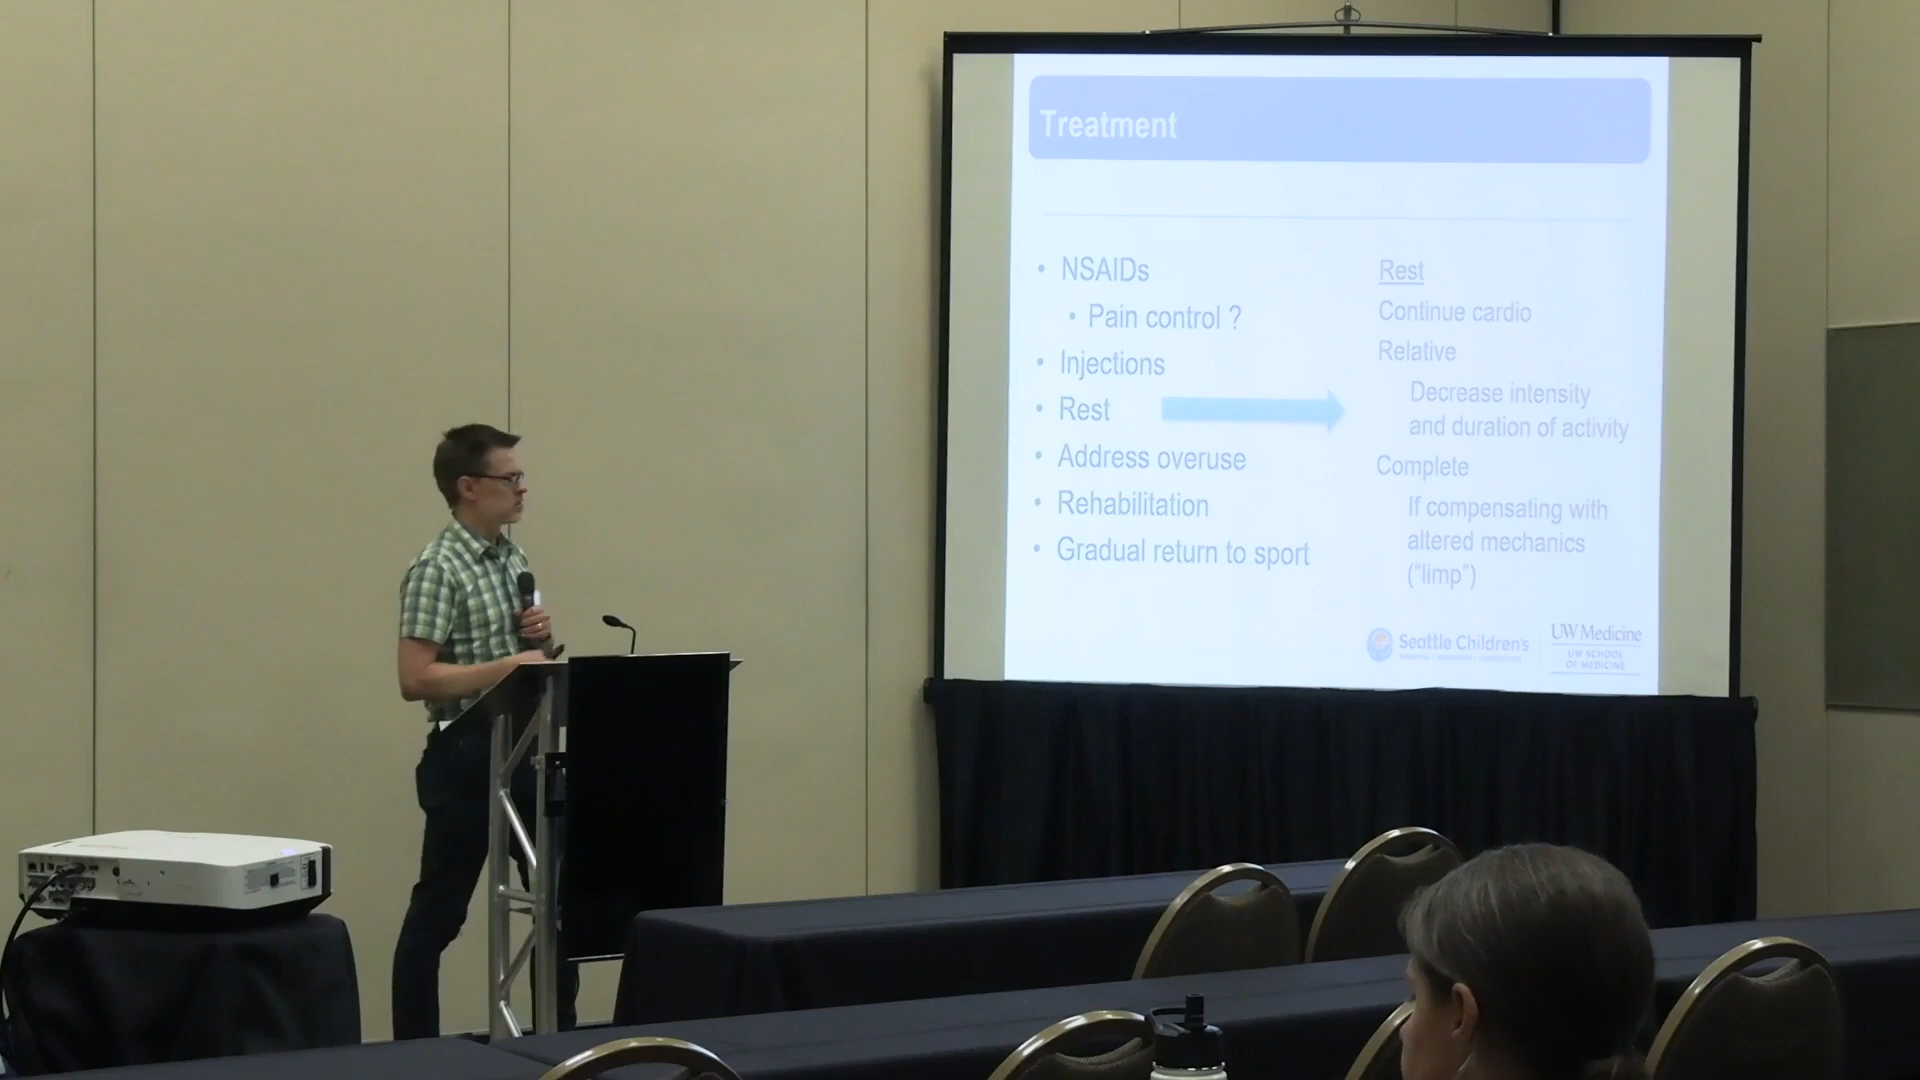 Treatment
• NSAIDs
• Pain control ?
• Injections
• Rest
• Address overuse
• Rehabilitation
• Gradual return to sport
Rest
Continue cardio
Relative
Decrease intensity
and duration of activity
Complete
If compensating with
altered mechanics
(“limp”)
Seattle Children's
UW Medicine
UW SCHOOL
OF MEDICINE